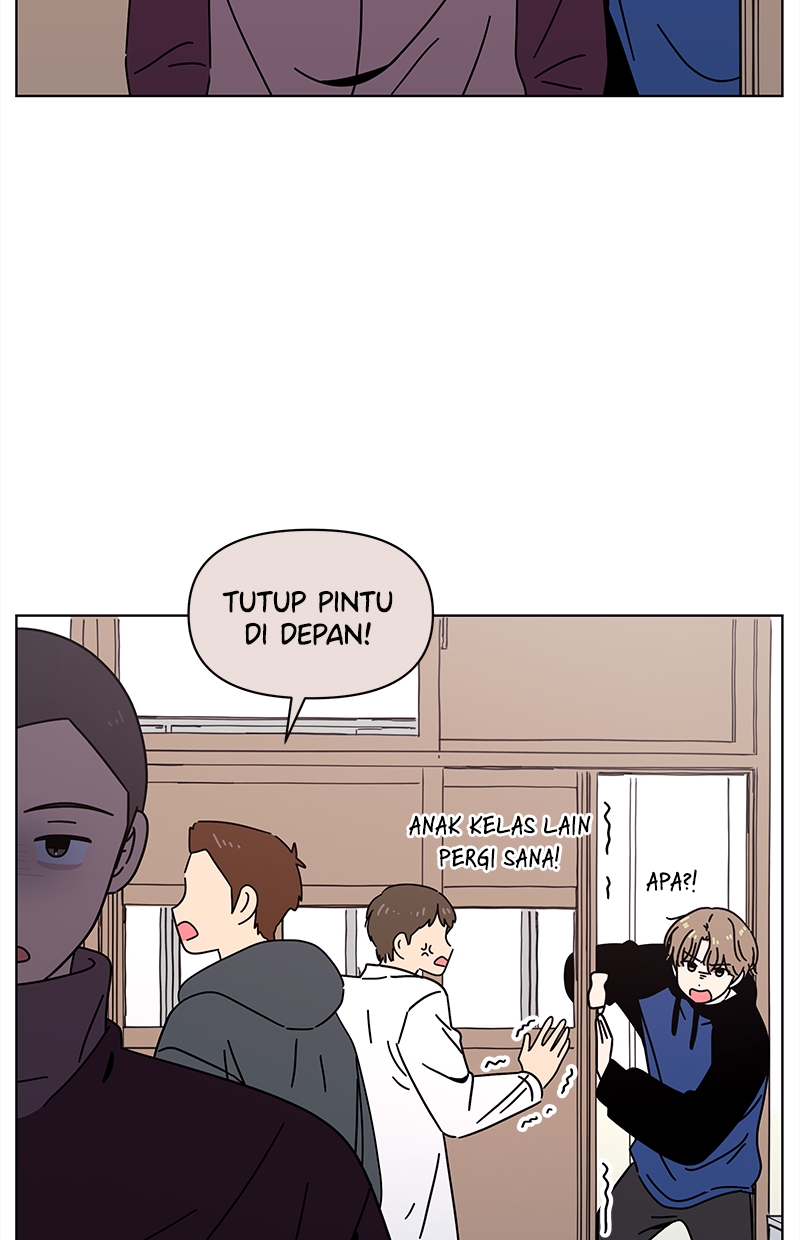 TUTUP PINTU
DI DEPAN!
ANAK KELAS LAIN
PERGI SANA!
APA?!